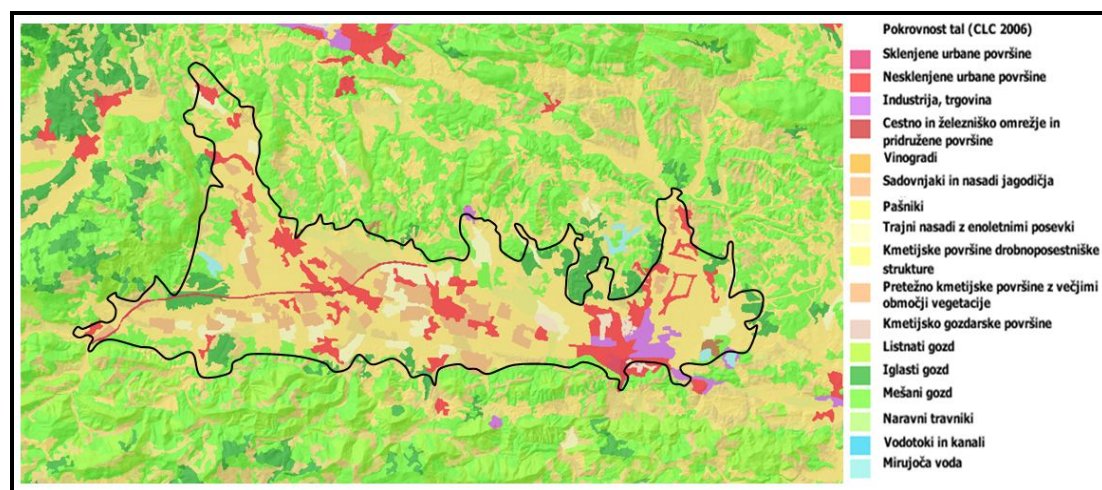 Pokrovnost tal (CLC 2006)
Sklenjene urbane površine
Nesklenjene urbane površine
Industrija, trgovina
Cestno in železniško omrežje in
pridružene površine
Vinogradi
Sadovnjaki in nasadi jagodičja
Pašniki
Trajni nasadi z enoletnimi posevki
Kmetijske površine drobnoposestniške
strukture
Pretežno kmetijske površine z večjimi
območji vegetacije
Kmetijsko gozdarske površine
Listnati gozd
Iglasti gozd
Mešani gozd
Naravni travniki
Vodotoki in kanali
Mirujoča voda